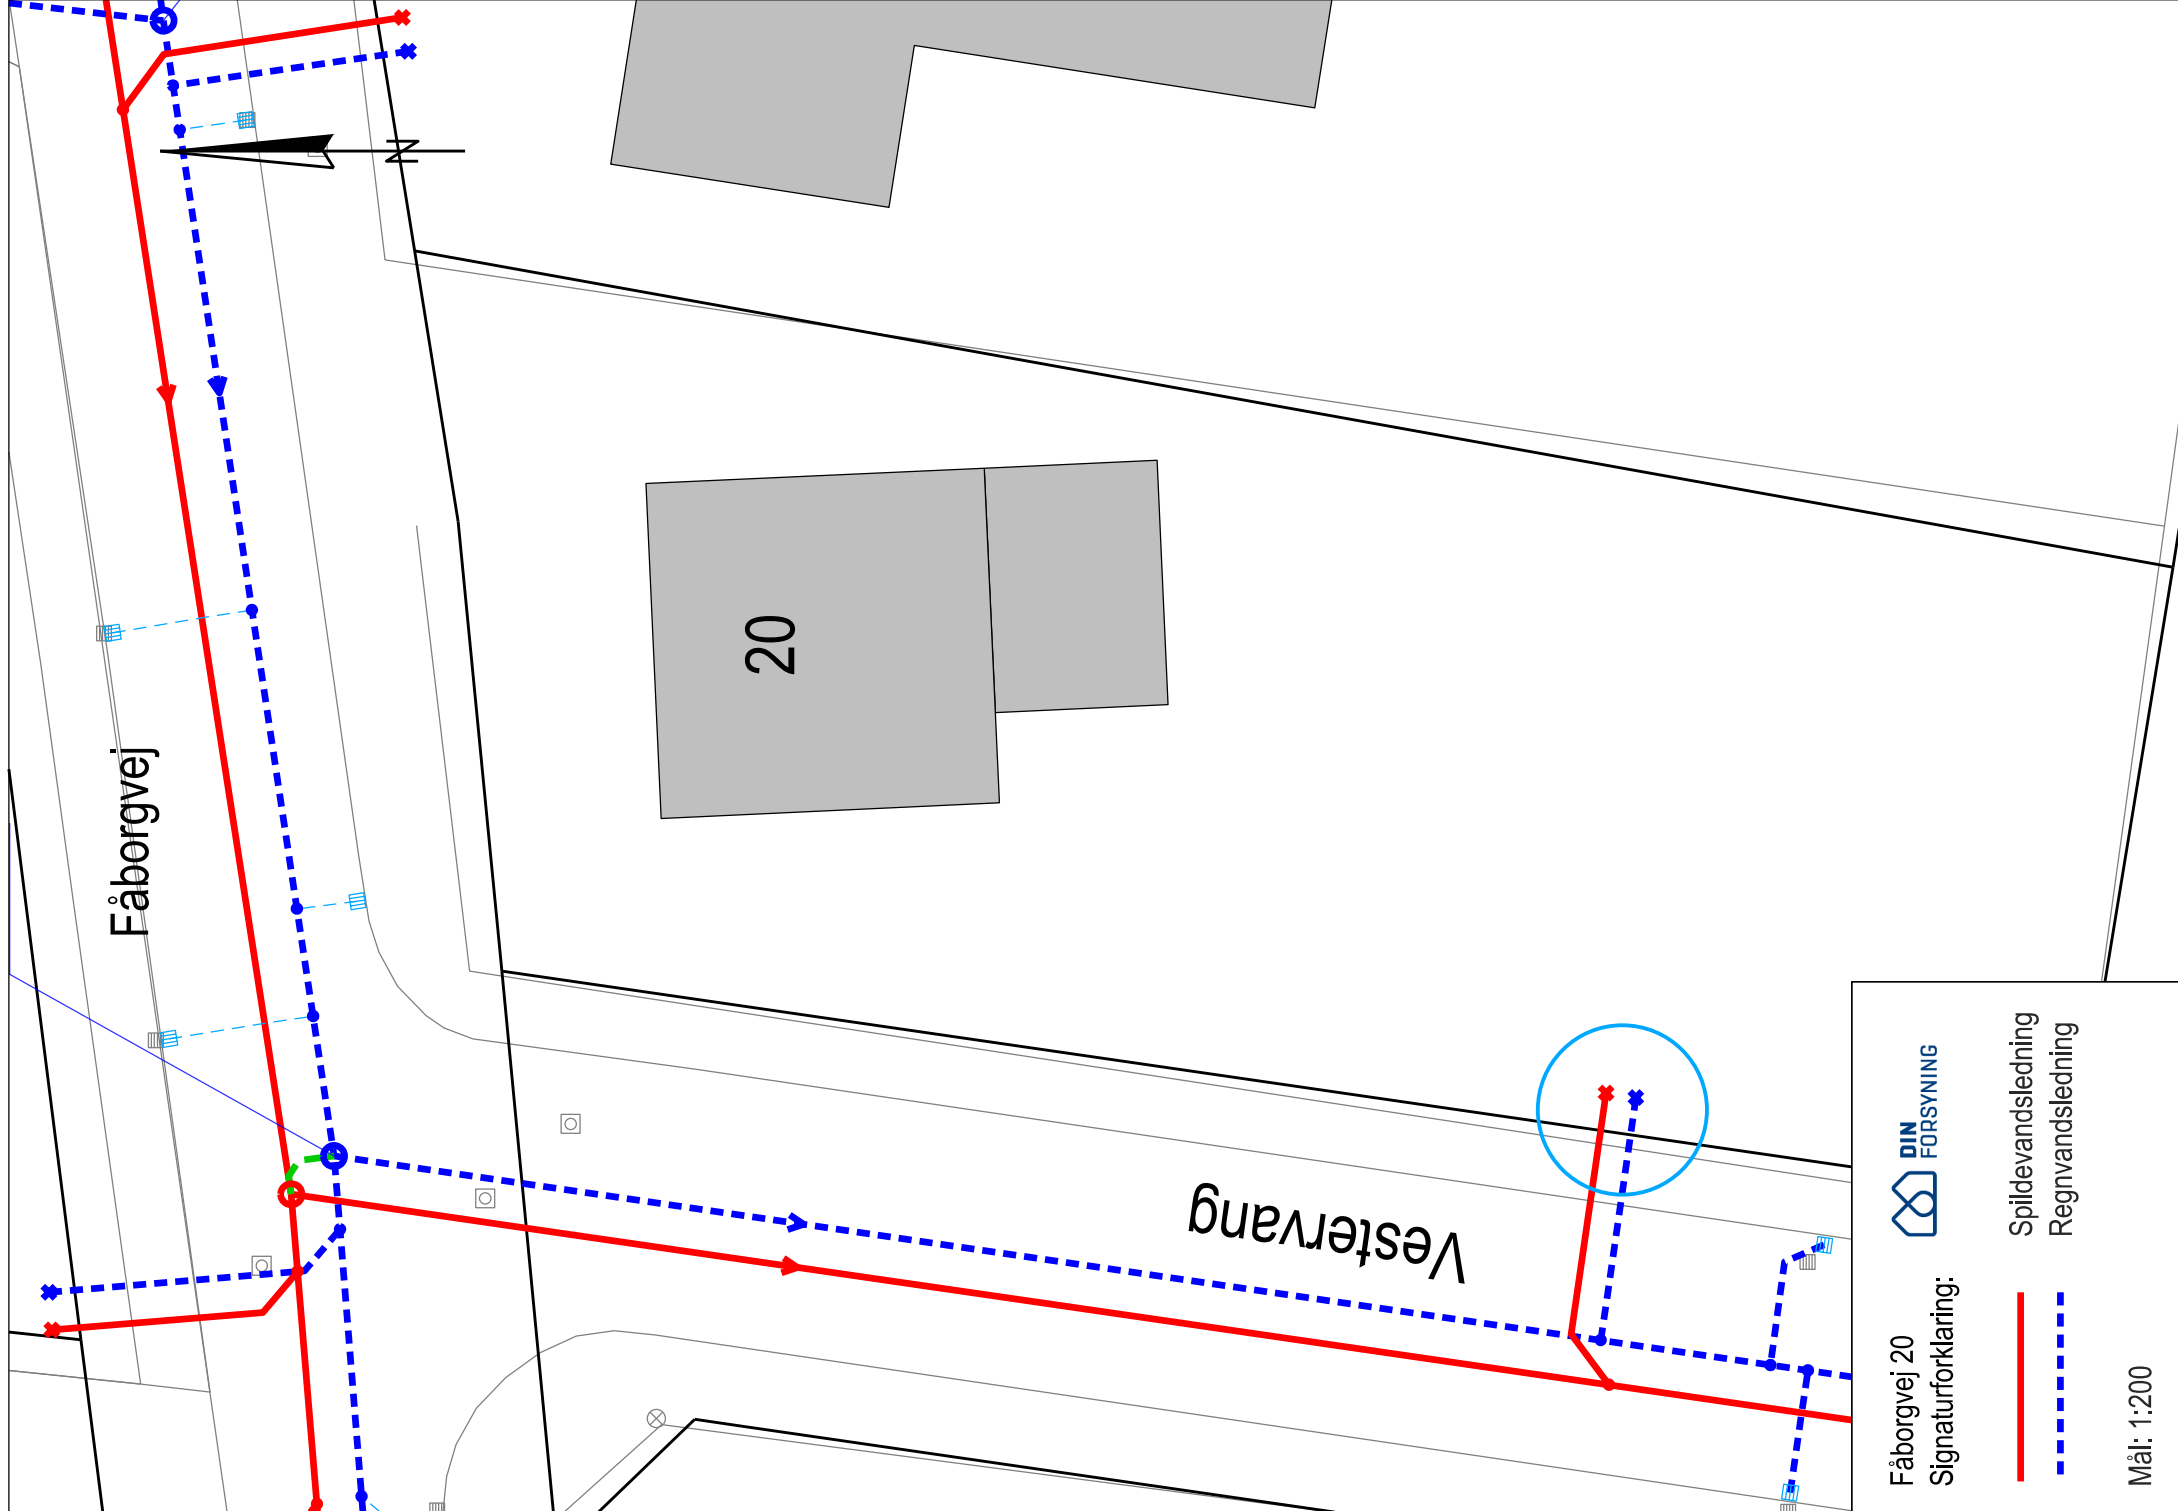 Fåborgvej
20
Vestervang
N
DIN
FORSYNING
Fåborgvej 20
Signaturforklaring:
Spildevandsledning
Regnvandsledning
Mål: 1:200